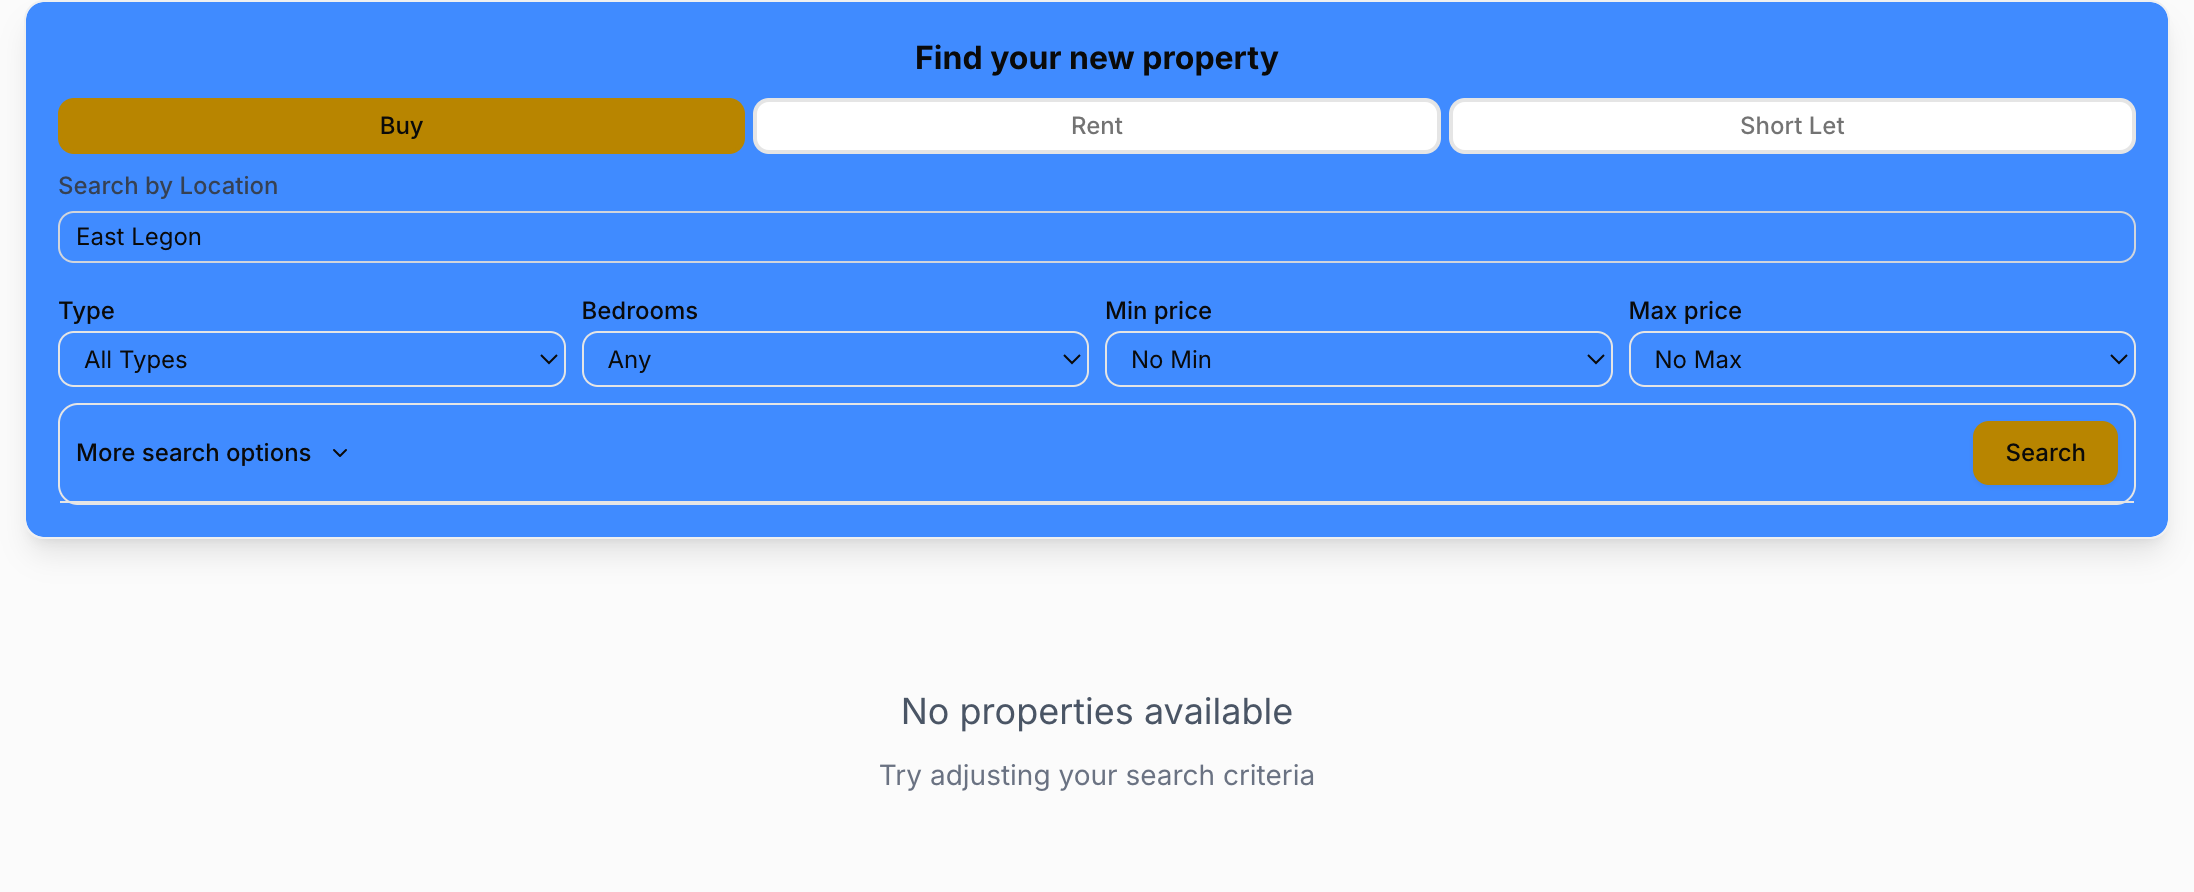 Find your new property
Buy Rent Short Let
Search by Location
East Legon
Type Bedrooms Min price Max price
All Types Any No Min No Max
More search options Search
No properties available
Try adjusting your search criteria